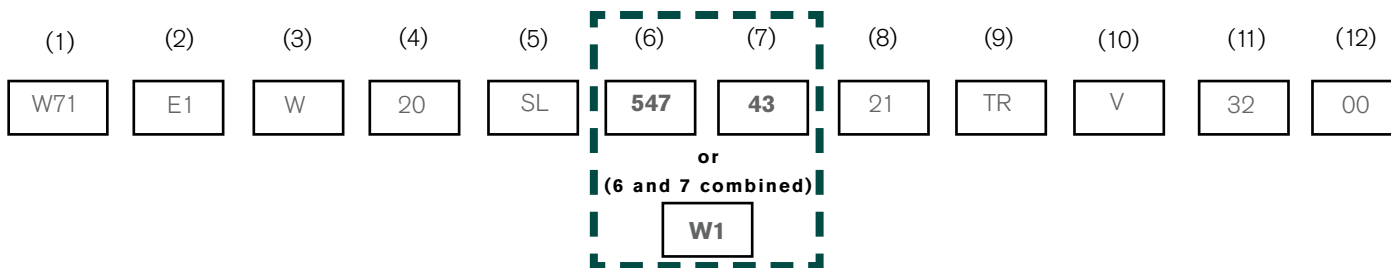 (1) (2) (3) (4) (5) (6) (7) (8) (9) (10) (11) (12)
W71 E1 W 20 SL 547 43 21 TR V 32 00
or
(6 and 7 combined)
W1